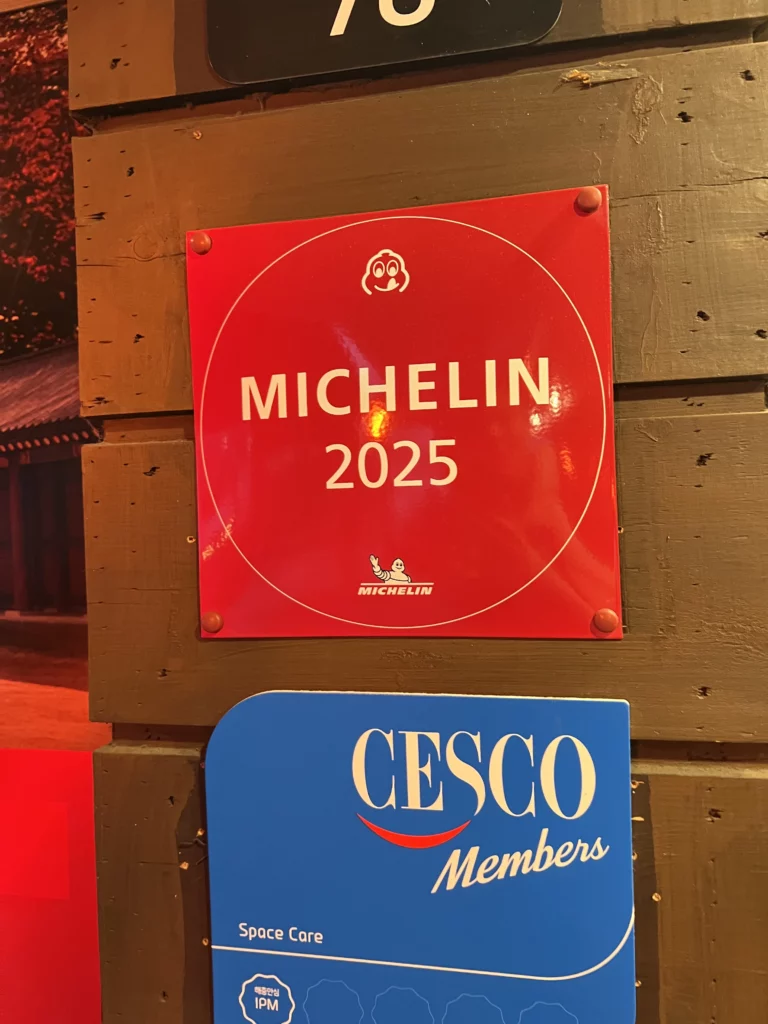 MICHELIN
2025
MICHELIN
CESCO
Members
Space Care
해충안심
IPM